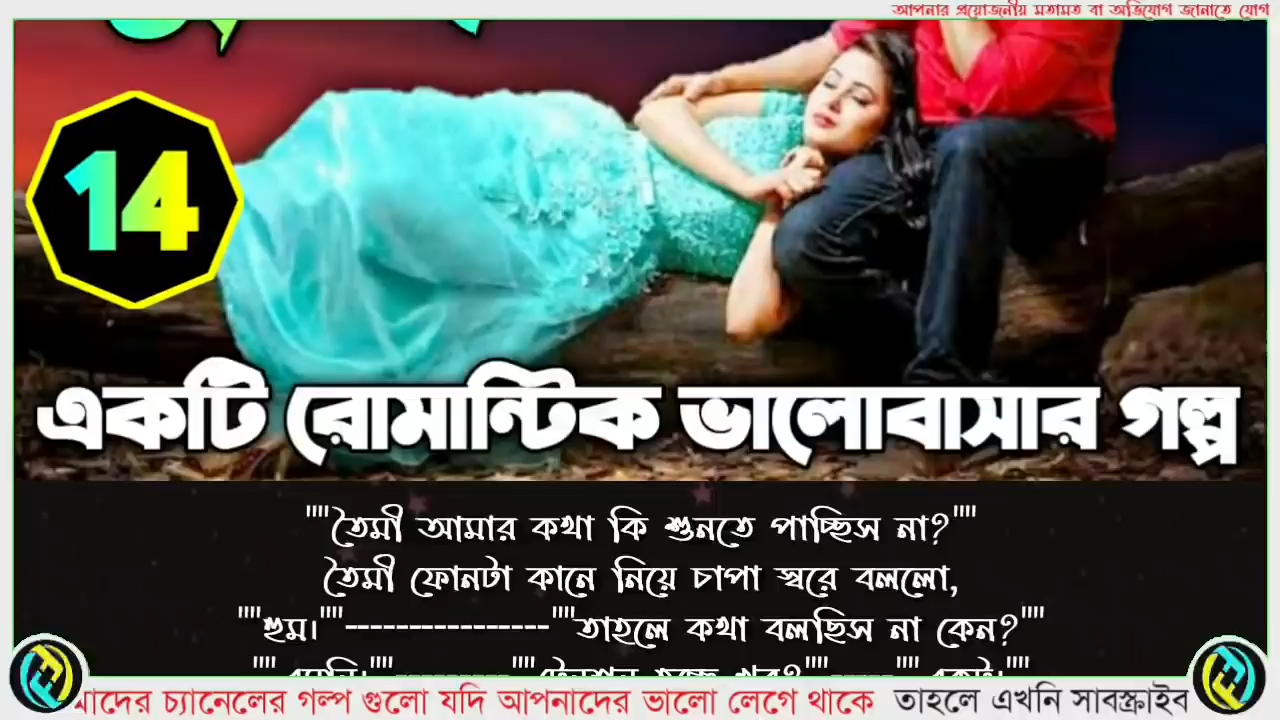 আপনার প্রয়োজনীয় মতামত বা অভিযোগ জানাতে যোগ
14
একটি রোমান্টিক ভালোবাসার গল্প
""তৈমী আমার কথা কি শুনতে পাচ্ছিস না?""
তৈমী ফোনটা কানে নিয়ে চাপা স্বরে বললো,
""হুম।""----------------""তাহলে কথা বলছিস না কেন?""
চ্যানেলের গল্প গুলো যদি আপনাদের ভালো লেগে থাকে তাহলে এখনি সাবস্ক্রাইব